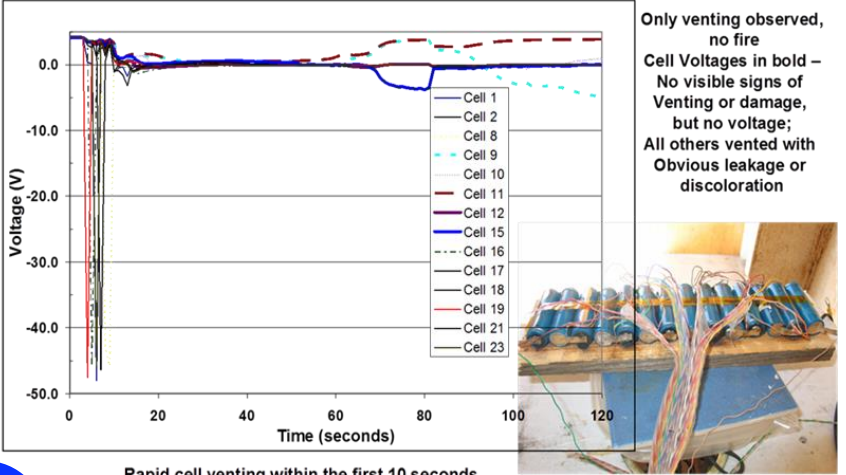 Only venting observed,
no fire
Cell Voltages in bold –
No visible signs of
Venting or damage,
but no voltage;
All others vented with
Obvious leakage or
discoloration
0.0
-10.0
-20.0
-30.0
-40.0
-50.0
Voltage (V)
Cell 1
Cell 2
Cell 8
Cell 9
Cell 10
Cell 11
Cell 12
Cell 15
Cell 16
Cell 17
Cell 18
Cell 19
Cell 21
Cell 23
0 20 40 60 80 100 120
Time (seconds)
Rapid cell venting within the first 10 seconds